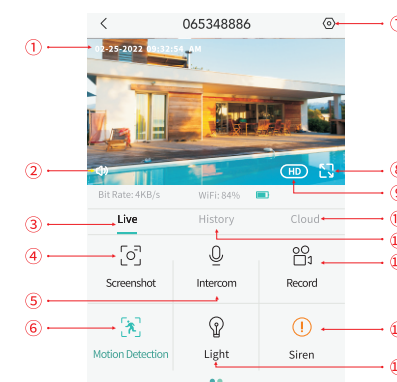 065348886
① 02-25-2022 09:32:54 AM
② HD
Bit Rate: 4KB/s WiFi: 84%
③ Live History Cloud
④ Screenshot Intercom Record
⑤
⑥ Motion Detection Light Siren